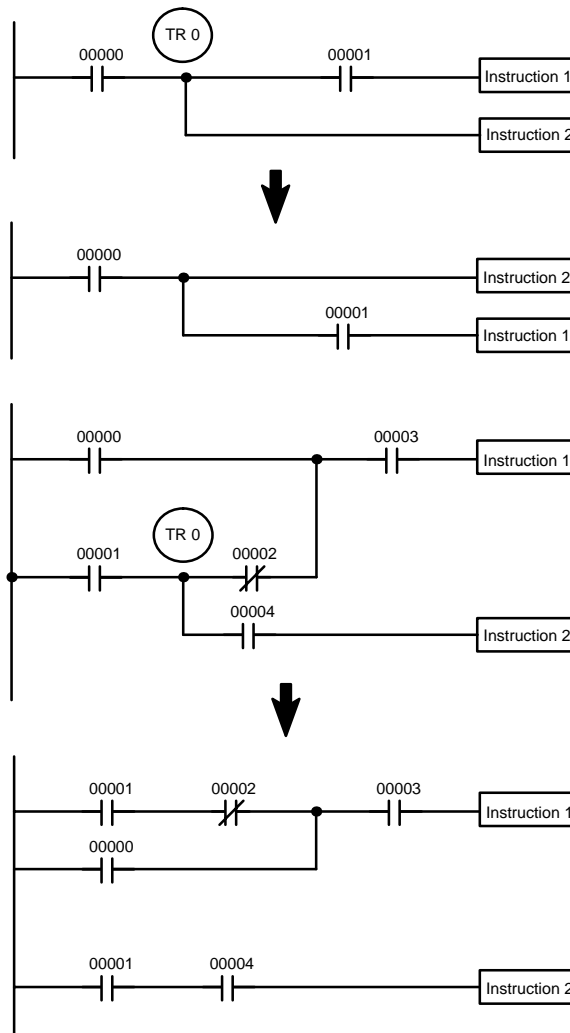 TR 0
00000 00001
Instruction 1
Instruction 2
00000
Instruction 2
00001
Instruction 1
00000 00003
Instruction 1
TR 0
00001 00002
00004
Instruction 2
00001 00002 00003
Instruction 1
00000
00001 00004
Instruction 2